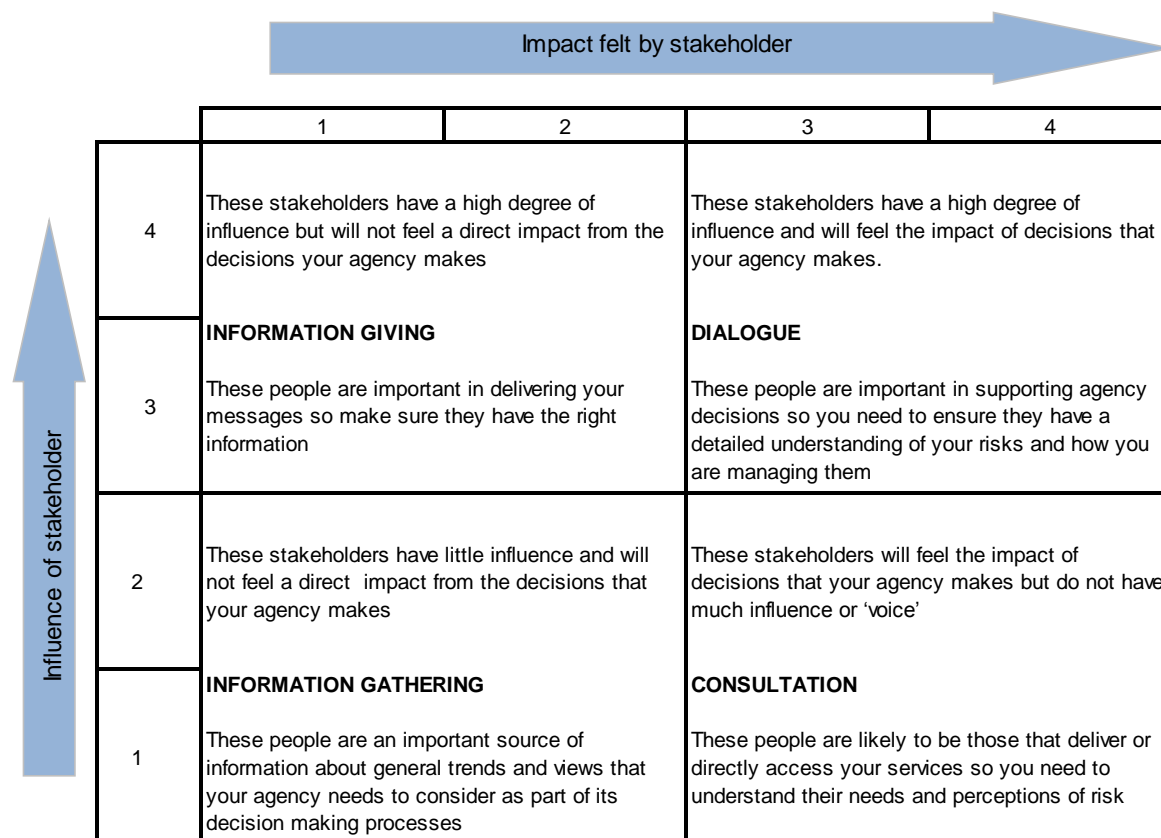 Impact felt by stakeholder
1
2
3
4
4
These stakeholders have a high degree of
influence but will not feel a direct impact from the
decisions your agency makes
These stakeholders have a high degree of
influence and will feel the impact of decisions that
your agency makes.
3
INFORMATION GIVING
These people are important in delivering your
messages so make sure they have the right
information
DIALOGUE
These people are important in supporting agency
decisions so you need to ensure they have a
detailed understanding of your risks and how you
are managing them
Influence of stakeholder
2
These stakeholders have little influence and will
not feel a direct impact from the decisions that
your agency makes
These stakeholders will feel the impact of
decisions that your agency makes but do not have
much influence or ‘voice’
1
INFORMATION GATHERING
These people are an important source of
information about general trends and views that
your agency needs to consider as part of its
decision making processes
CONSULTATION
These people are likely to be those that deliver or
directly access your services so you need to
understand their needs and perceptions of risk